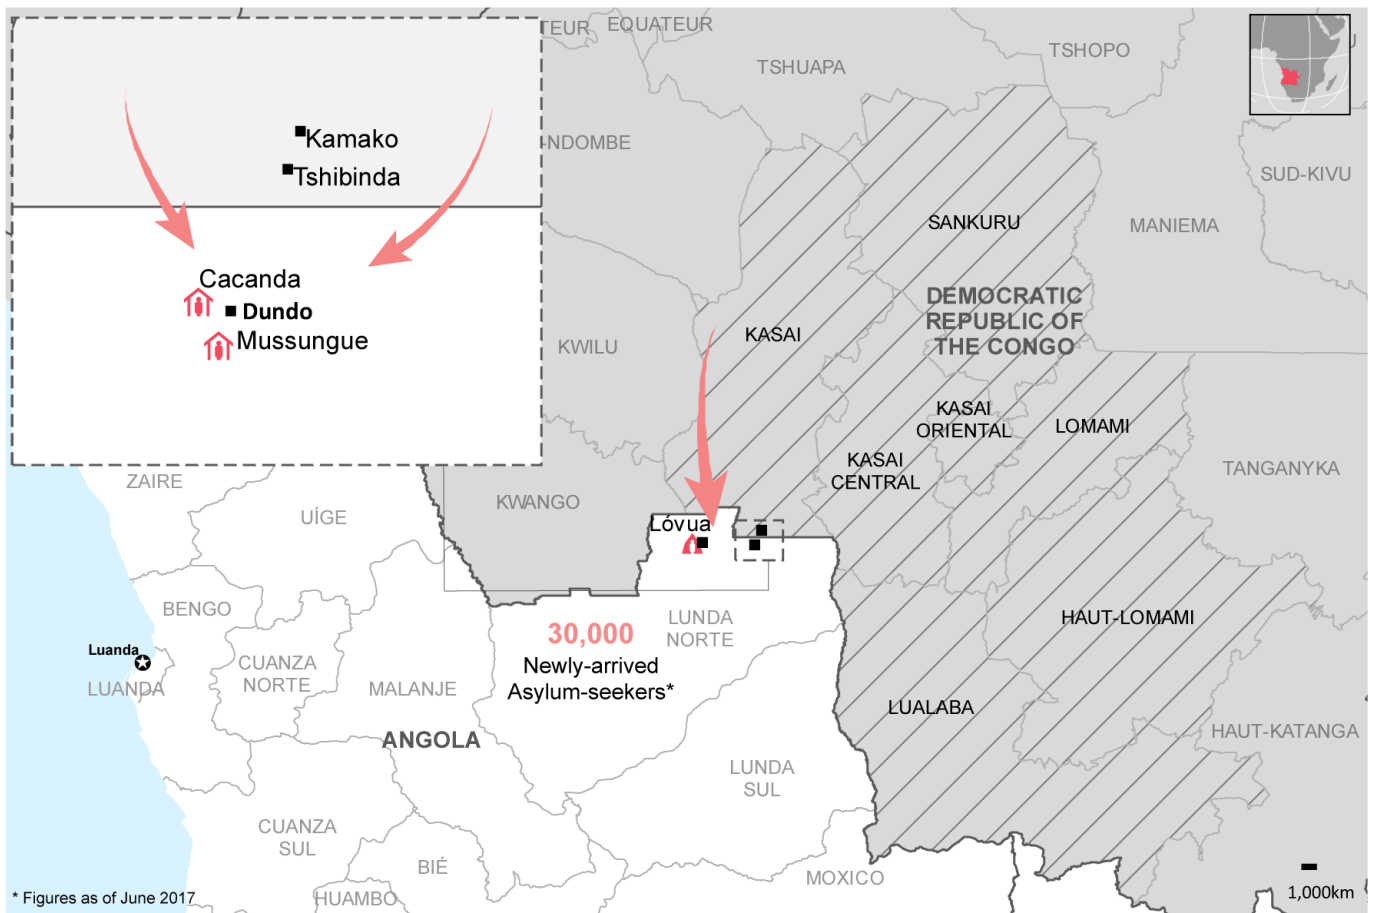 TEUR
EQUATEUR
TSHUAPA
TSHOPO
U
-NDOMBE
SUD-KIVU
MANIEMA
SANKURU
Kamako
Tshibinda
Cacanda
Dundo
Mussungue
DEMOCRATIC
REPUBLIC OF
THE CONGO
KASAI
KWILU
KASAI
ORIENTAL
LOMAMI
KASAI
CENTRAL
TANGANYKA
ZAIRE
UÍGE
KWANGO
Lóvua
BENGO
LUNDA
NORTE
HAUT-LOMAMI
30,000
Newly-arrived
Asylum-seekers*
Luanda
LUANDA
CUANZA
NORTE
MALANJE
LUALABA
HAUT-KATANGA
ANGOLA
LUNDA
SUL
CUANZA
SUL
BIÉ
MOXICO
HUAMBO
* Figures as of June 2017
1,000km